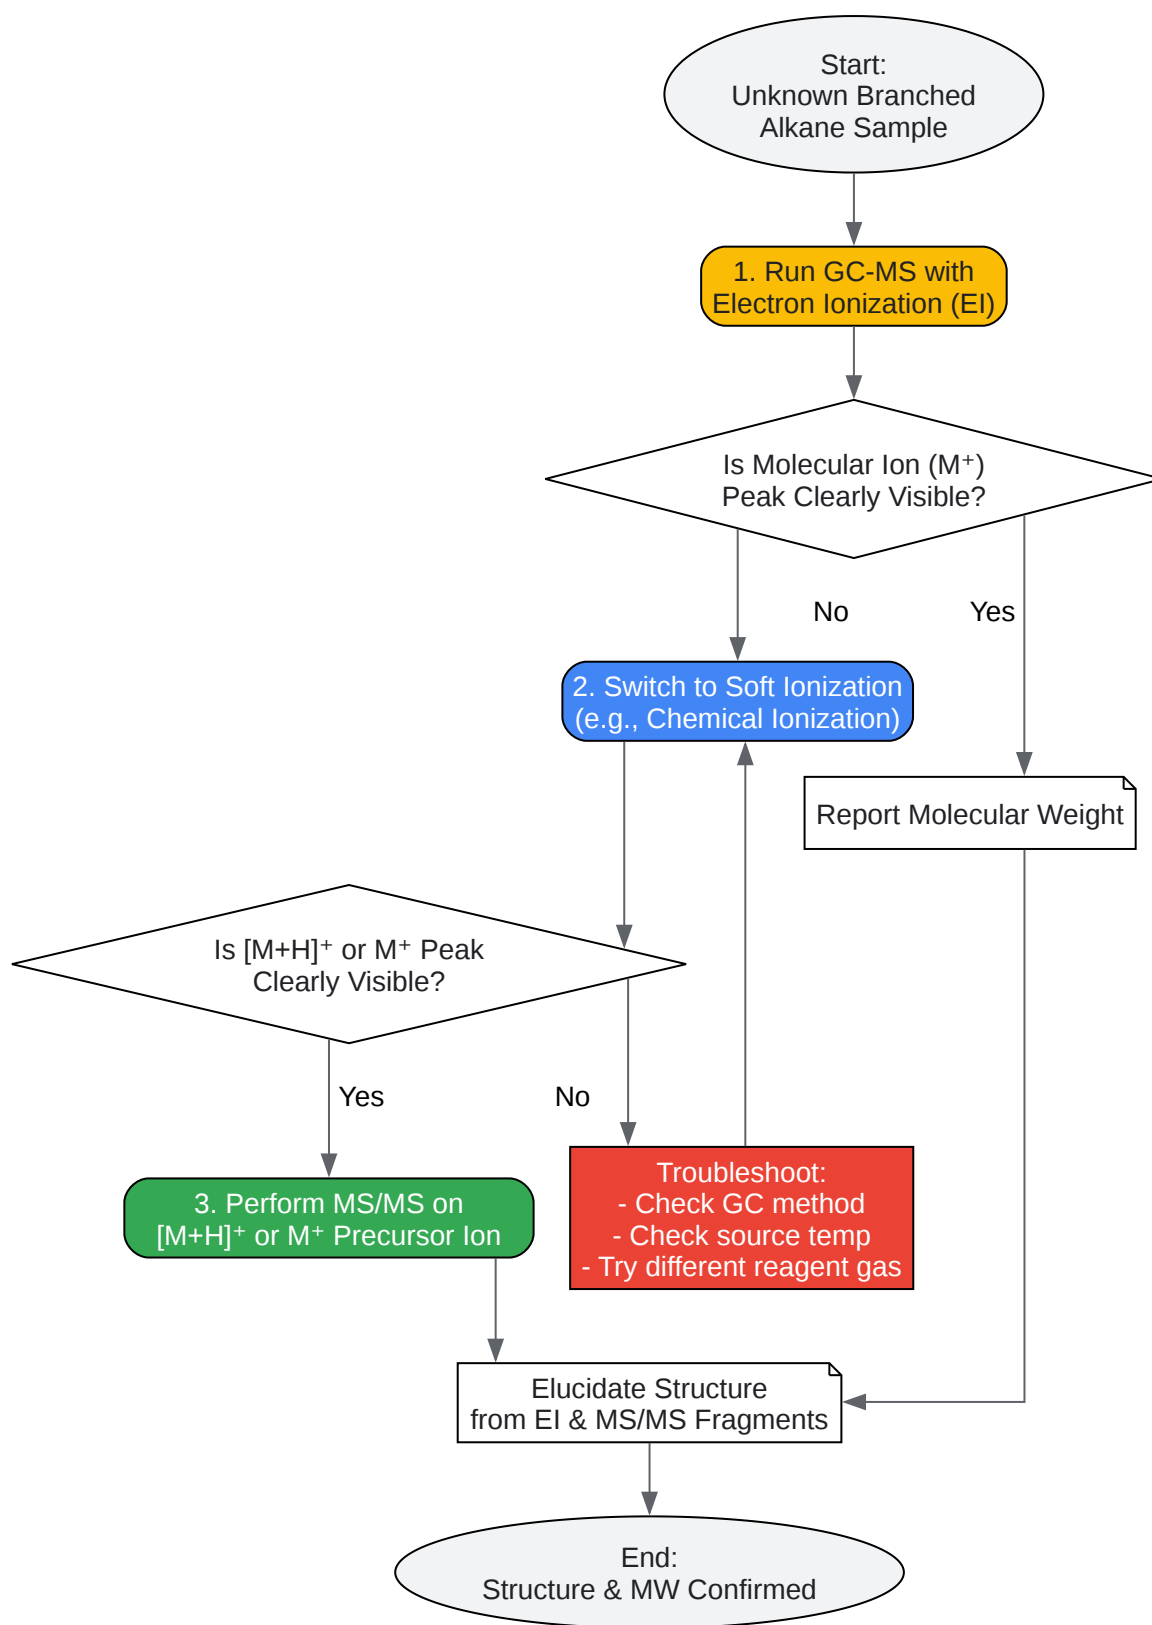 Start:
Unknown Branched
Alkane Sample
1. Run GC-MS with
Electron Ionization (EI)
Is Molecular Ion (M⁺)
Peak Clearly Visible?
No
Yes
2. Switch to Soft Ionization
(e.g., Chemical Ionization)
Report Molecular Weight
Is [M+H]⁺ or M⁺ Peak
Clearly Visible?
Yes
No
3. Perform MS/MS on
[M+H]⁺ or M⁺ Precursor Ion
Troubleshoot:
- Check GC method
- Check source temp
- Try different reagent gas
Elucidate Structure
from EI & MS/MS Fragments
End:
Structure & MW Confirmed